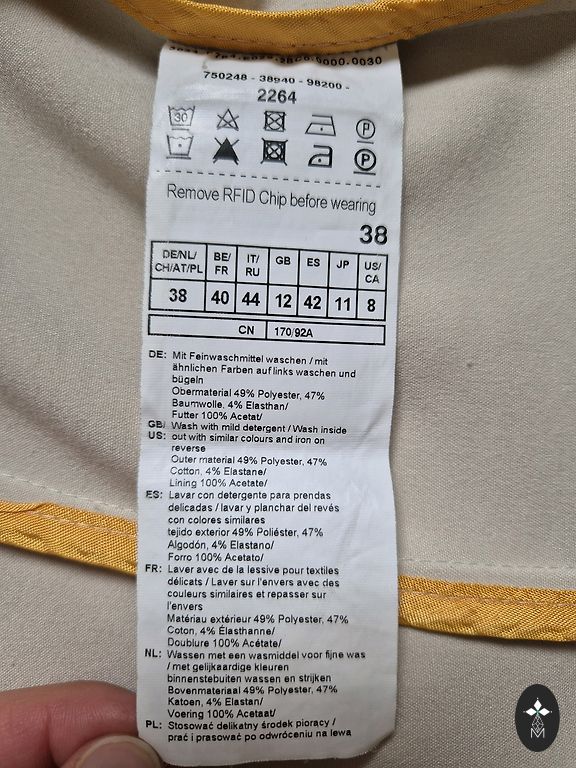 750248 - 38940 - 98200 -
2264
30 P
P
Remove RFID Chip before wearing
38
DE/NL/ CH/AT/PL BE/ FR IT/ RU GB ES JP US/ CA
38 40 44 12 42 11 8
CN 170/92A
DE: Mit Feinwaschmittel waschen / mit
ähnlichen Farben auf links waschen und
bügeln
Obermaterial 49% Polyester, 47%
Baumwolle, 4% Elasthan/
Futter 100% Acetat/
GB/ Wash with mild detergent / Wash inside
US: out with similar colours and iron on
reverse
Outer material 49% Polyester, 47%
Cotton, 4% Elastane/
Lining 100% Acetate/
ES: Lavar con detergente para prendas
delicadas / lavar y planchar del revés
con colores similares
tejido exterior 49% Poliéster, 47%
Algodón, 4% Elastano/
Forro 100% Acetato/
FR: Laver avec de la lessive pour textiles
délicats / Laver sur l'envers avec des
couleurs similaires et repasser sur
l'envers
Matériau extérieur 49% Polyester, 47%
Coton, 4% Élasthanne/
Doublure 100% Acétate/
NL: Wassen met een wasmiddel voor fijne was
/ met gelijkaardige kleuren
binnenstebuiten wassen en strijken
Bovenmateriaal 49% Polyester, 47%
Katoen, 4% Elastan/
Voering 100% Acetaat/
PL: Stosować delikatny środek piorący /
prać i prasować po odwróceniu na lewą
M